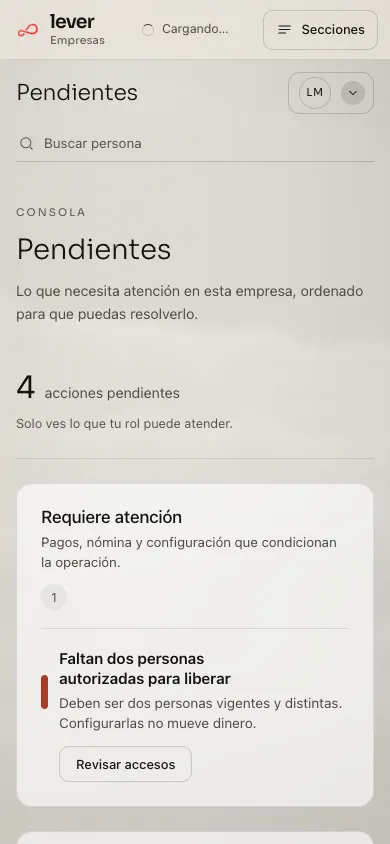 lever
Empresas
Cargando...
Secciones
Pendientes
LM
Buscar persona
CONSOLA
Pendientes
Lo que necesita atención en esta empresa, ordenado
para que puedas resolverlo.
4 acciones pendientes
Solo ves lo que tu rol puede atender.
Requiere atención
Pagos, nómina y configuración que condicionan
la operación.
1
Faltan dos personas
autorizadas para liberar
Deben ser dos personas vigentes y distintas.
Configurarlas no mueve dinero.
Revisar accesos